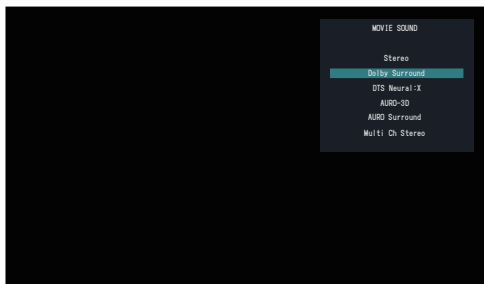 MOVIE SOUND
Stereo
Dolby Surround
DTS Neural:X
AURO-3D
AURO Surround
Multi Ch Stereo